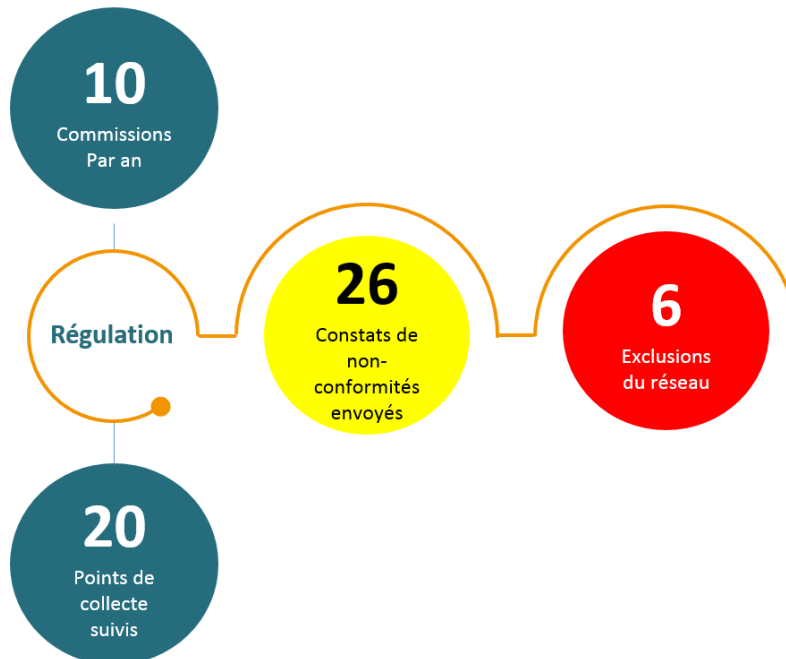 10
Commissions
Par an
Régulation
26
Constats de
non-
conformités
envoyés
6
Exclusions
du réseau
20
Points de
collecte
suivis